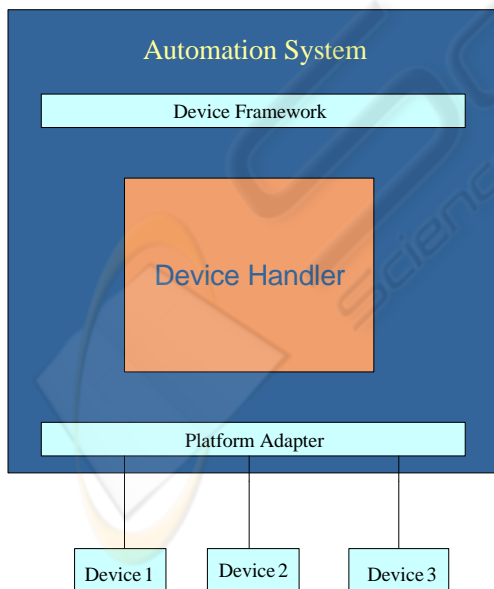 Automation System
Device Framework
Device Handler
Platform Adapter
Device 1
Device 2
Device 3